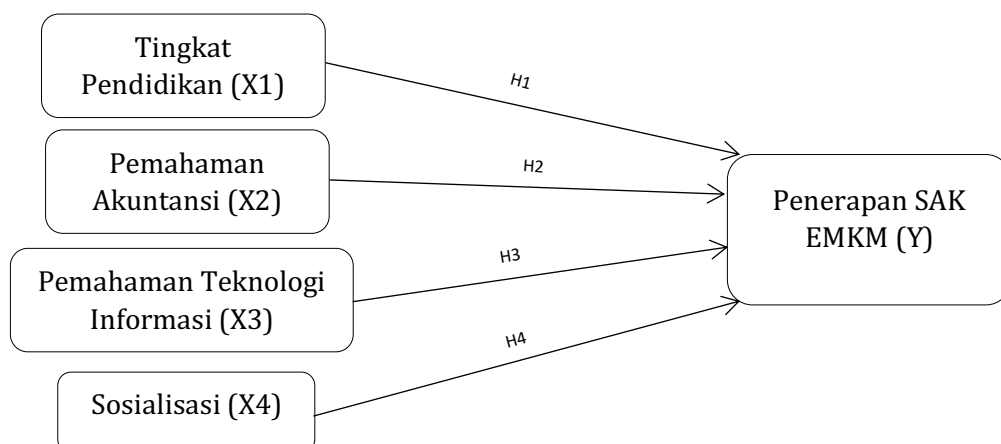 Tingkat
Pendidikan (X1)
H1
Pemahaman
Akuntansi (X2)
H2
Penerapan SAK
EMKM (Y)
Pemahaman Teknologi
Informasi (X3)
H3
Sosialisasi (X4)
H4